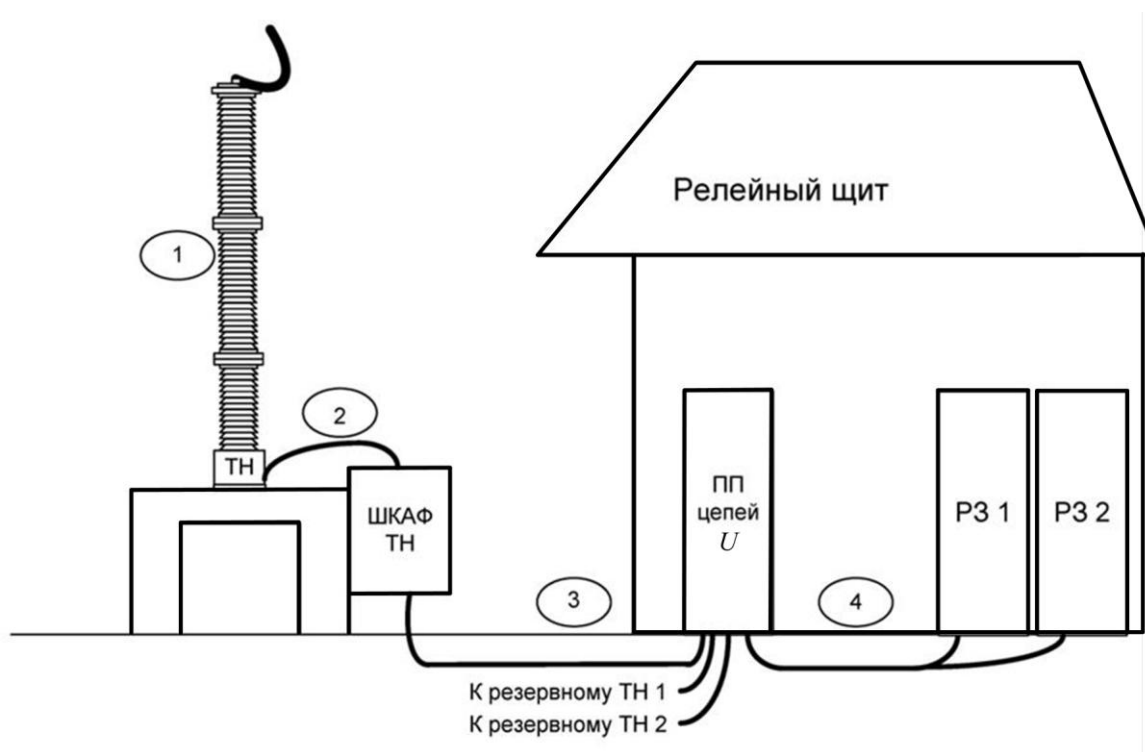 Релейный щит
1
2
ТН
ШКАФ
ТН
ПП
цепей
U
РЗ 1
РЗ 2
3
4
К резервному ТН 1
К резервному ТН 2